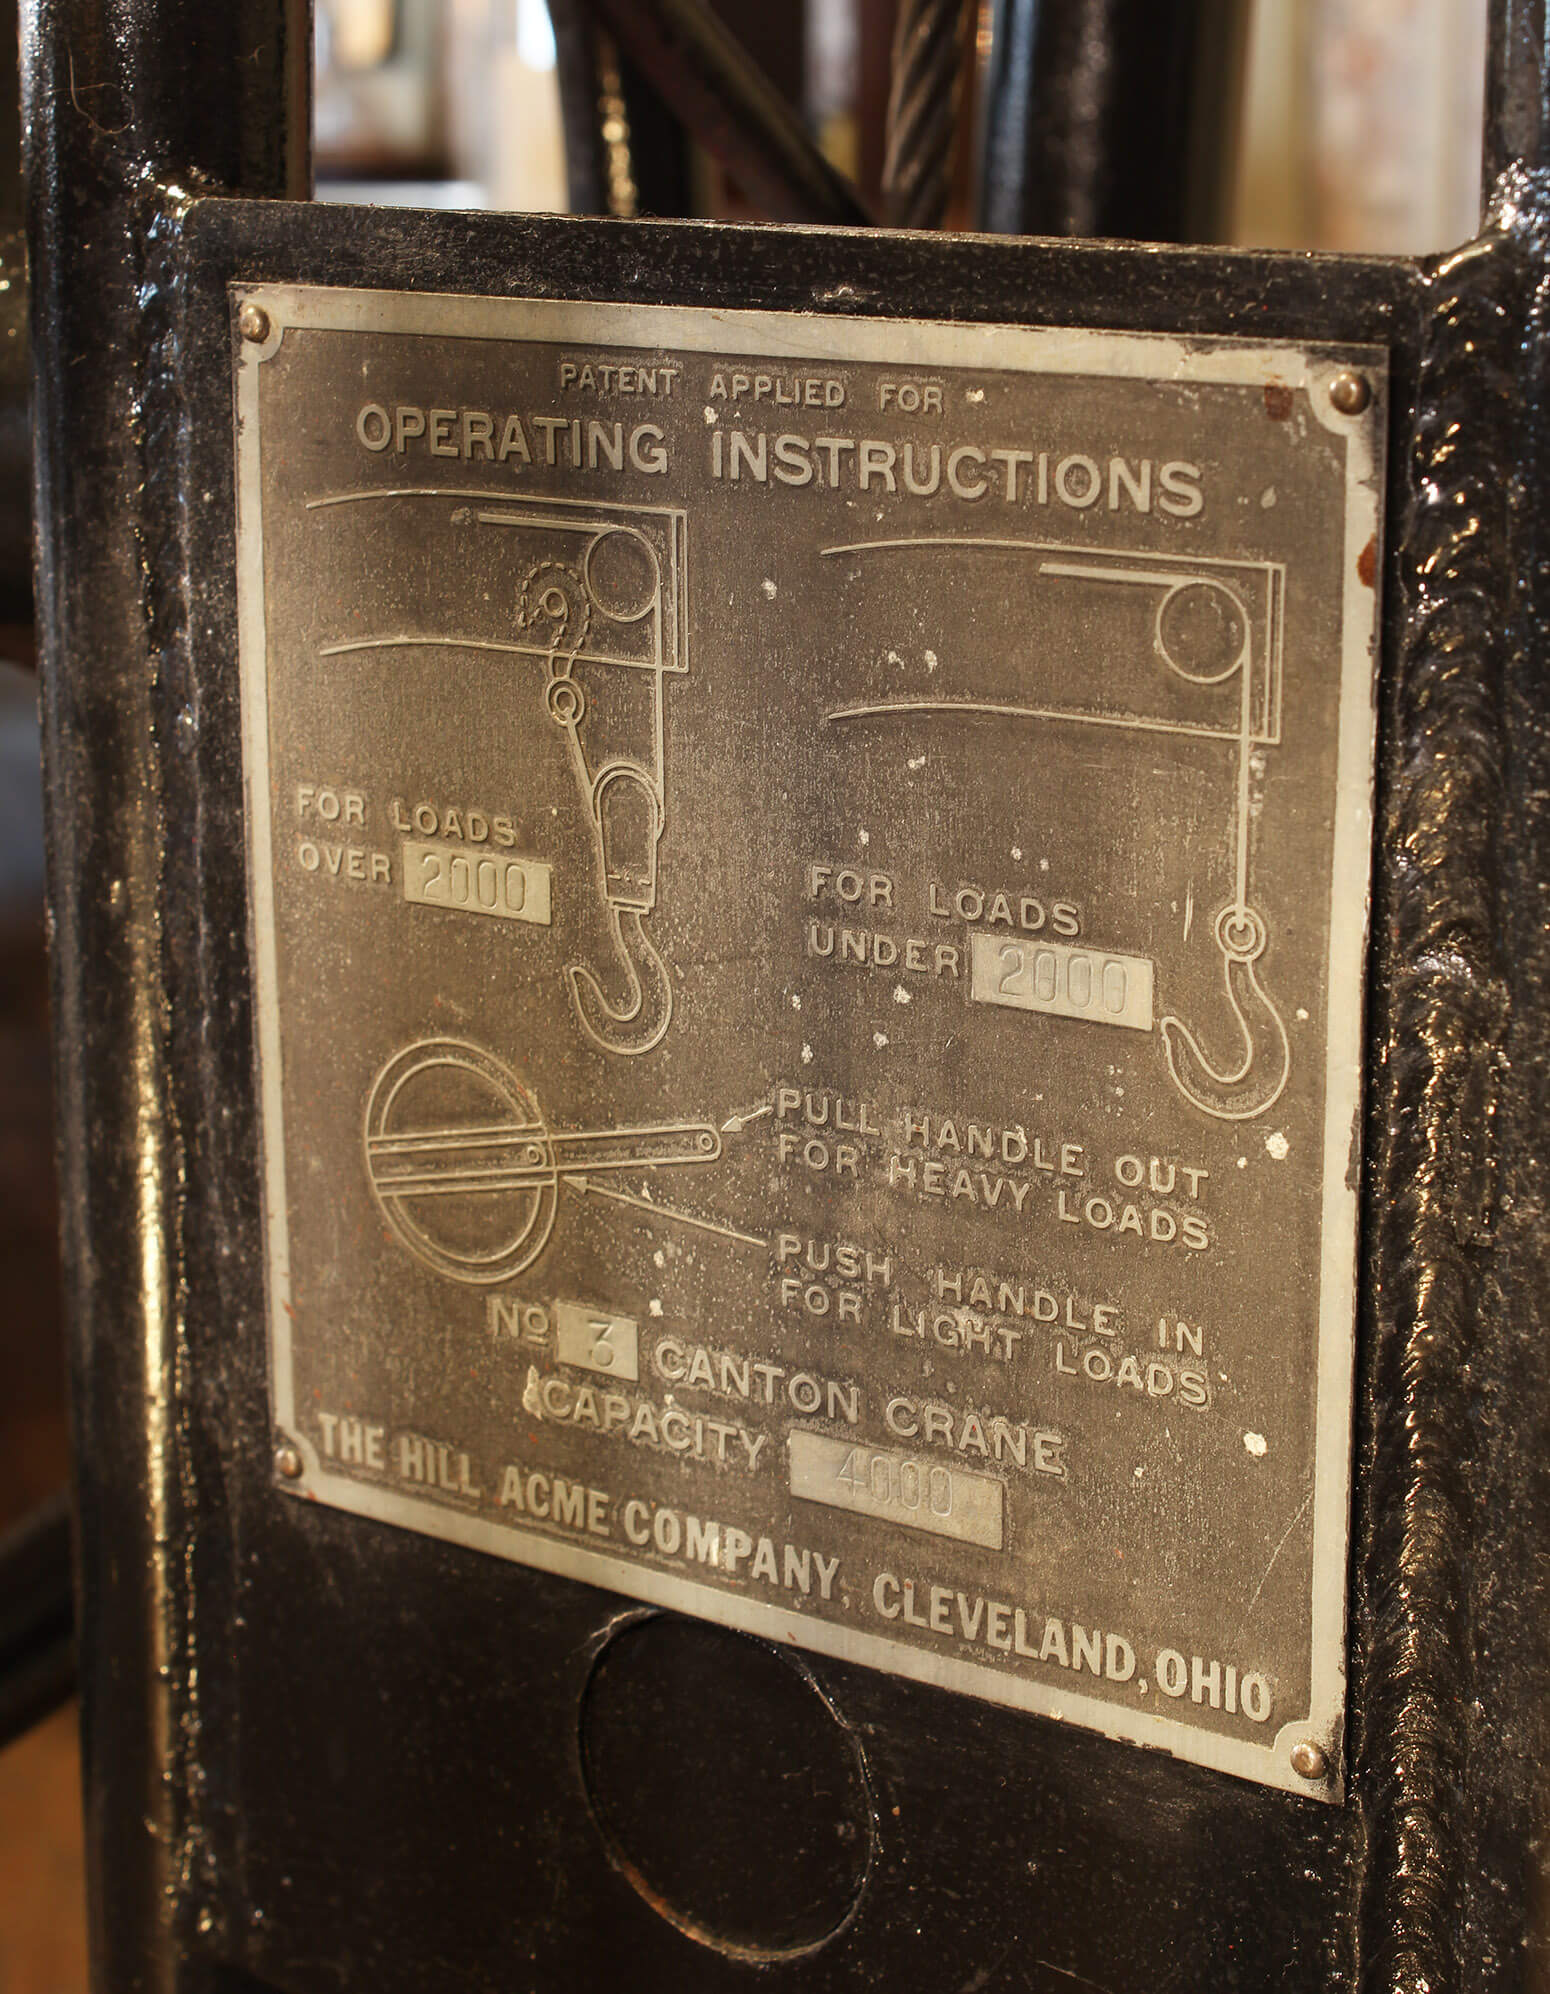 PATENT APPLIED FOR
OPERATING INSTRUCTIONS
FOR LOADS
OVER 2000
FOR LOADS
UNDER 2000
PULL HANDLE OUT
FOR HEAVY LOADS
PUSH HANDLE IN
FOR LIGHT LOADS
No 3 CANTON CRANE
CAPACITY 4000
THE HILL ACME COMPANY, CLEVELAND, OHIO